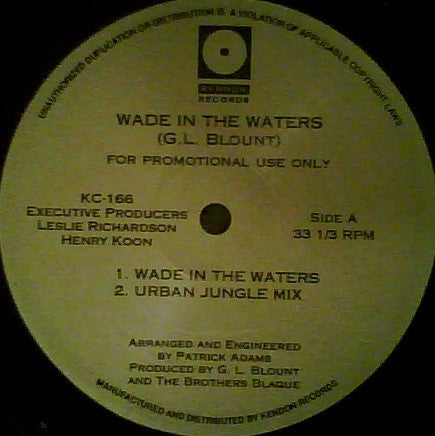 UNAUTHORIZED DUPLICATION OR DISTRIBUTION IS A VIOLATION OF APPLICABLE COPYRIGHT LAWS
KENDON
RECORDS
WADE IN THE WATERS
(G.L. BLOUNT)
FOR PROMOTIONAL USE ONLY
KC-166
EXECUTIVE PRODUCERS
LESLIE RICHARDSON
HENRY KOON
SIDE A
33 1/3 RPM
1. WADE IN THE WATERS
2. URBAN JUNGLE MIX
ARRANGED AND ENGINEERED
BY PATRICK ADAMS
PRODUCED BY G. L. BLOUNT
AND THE BROTHERS BLAQUE
MANUFACTURED AND DISTRIBUTED BY KENDON RECORDS